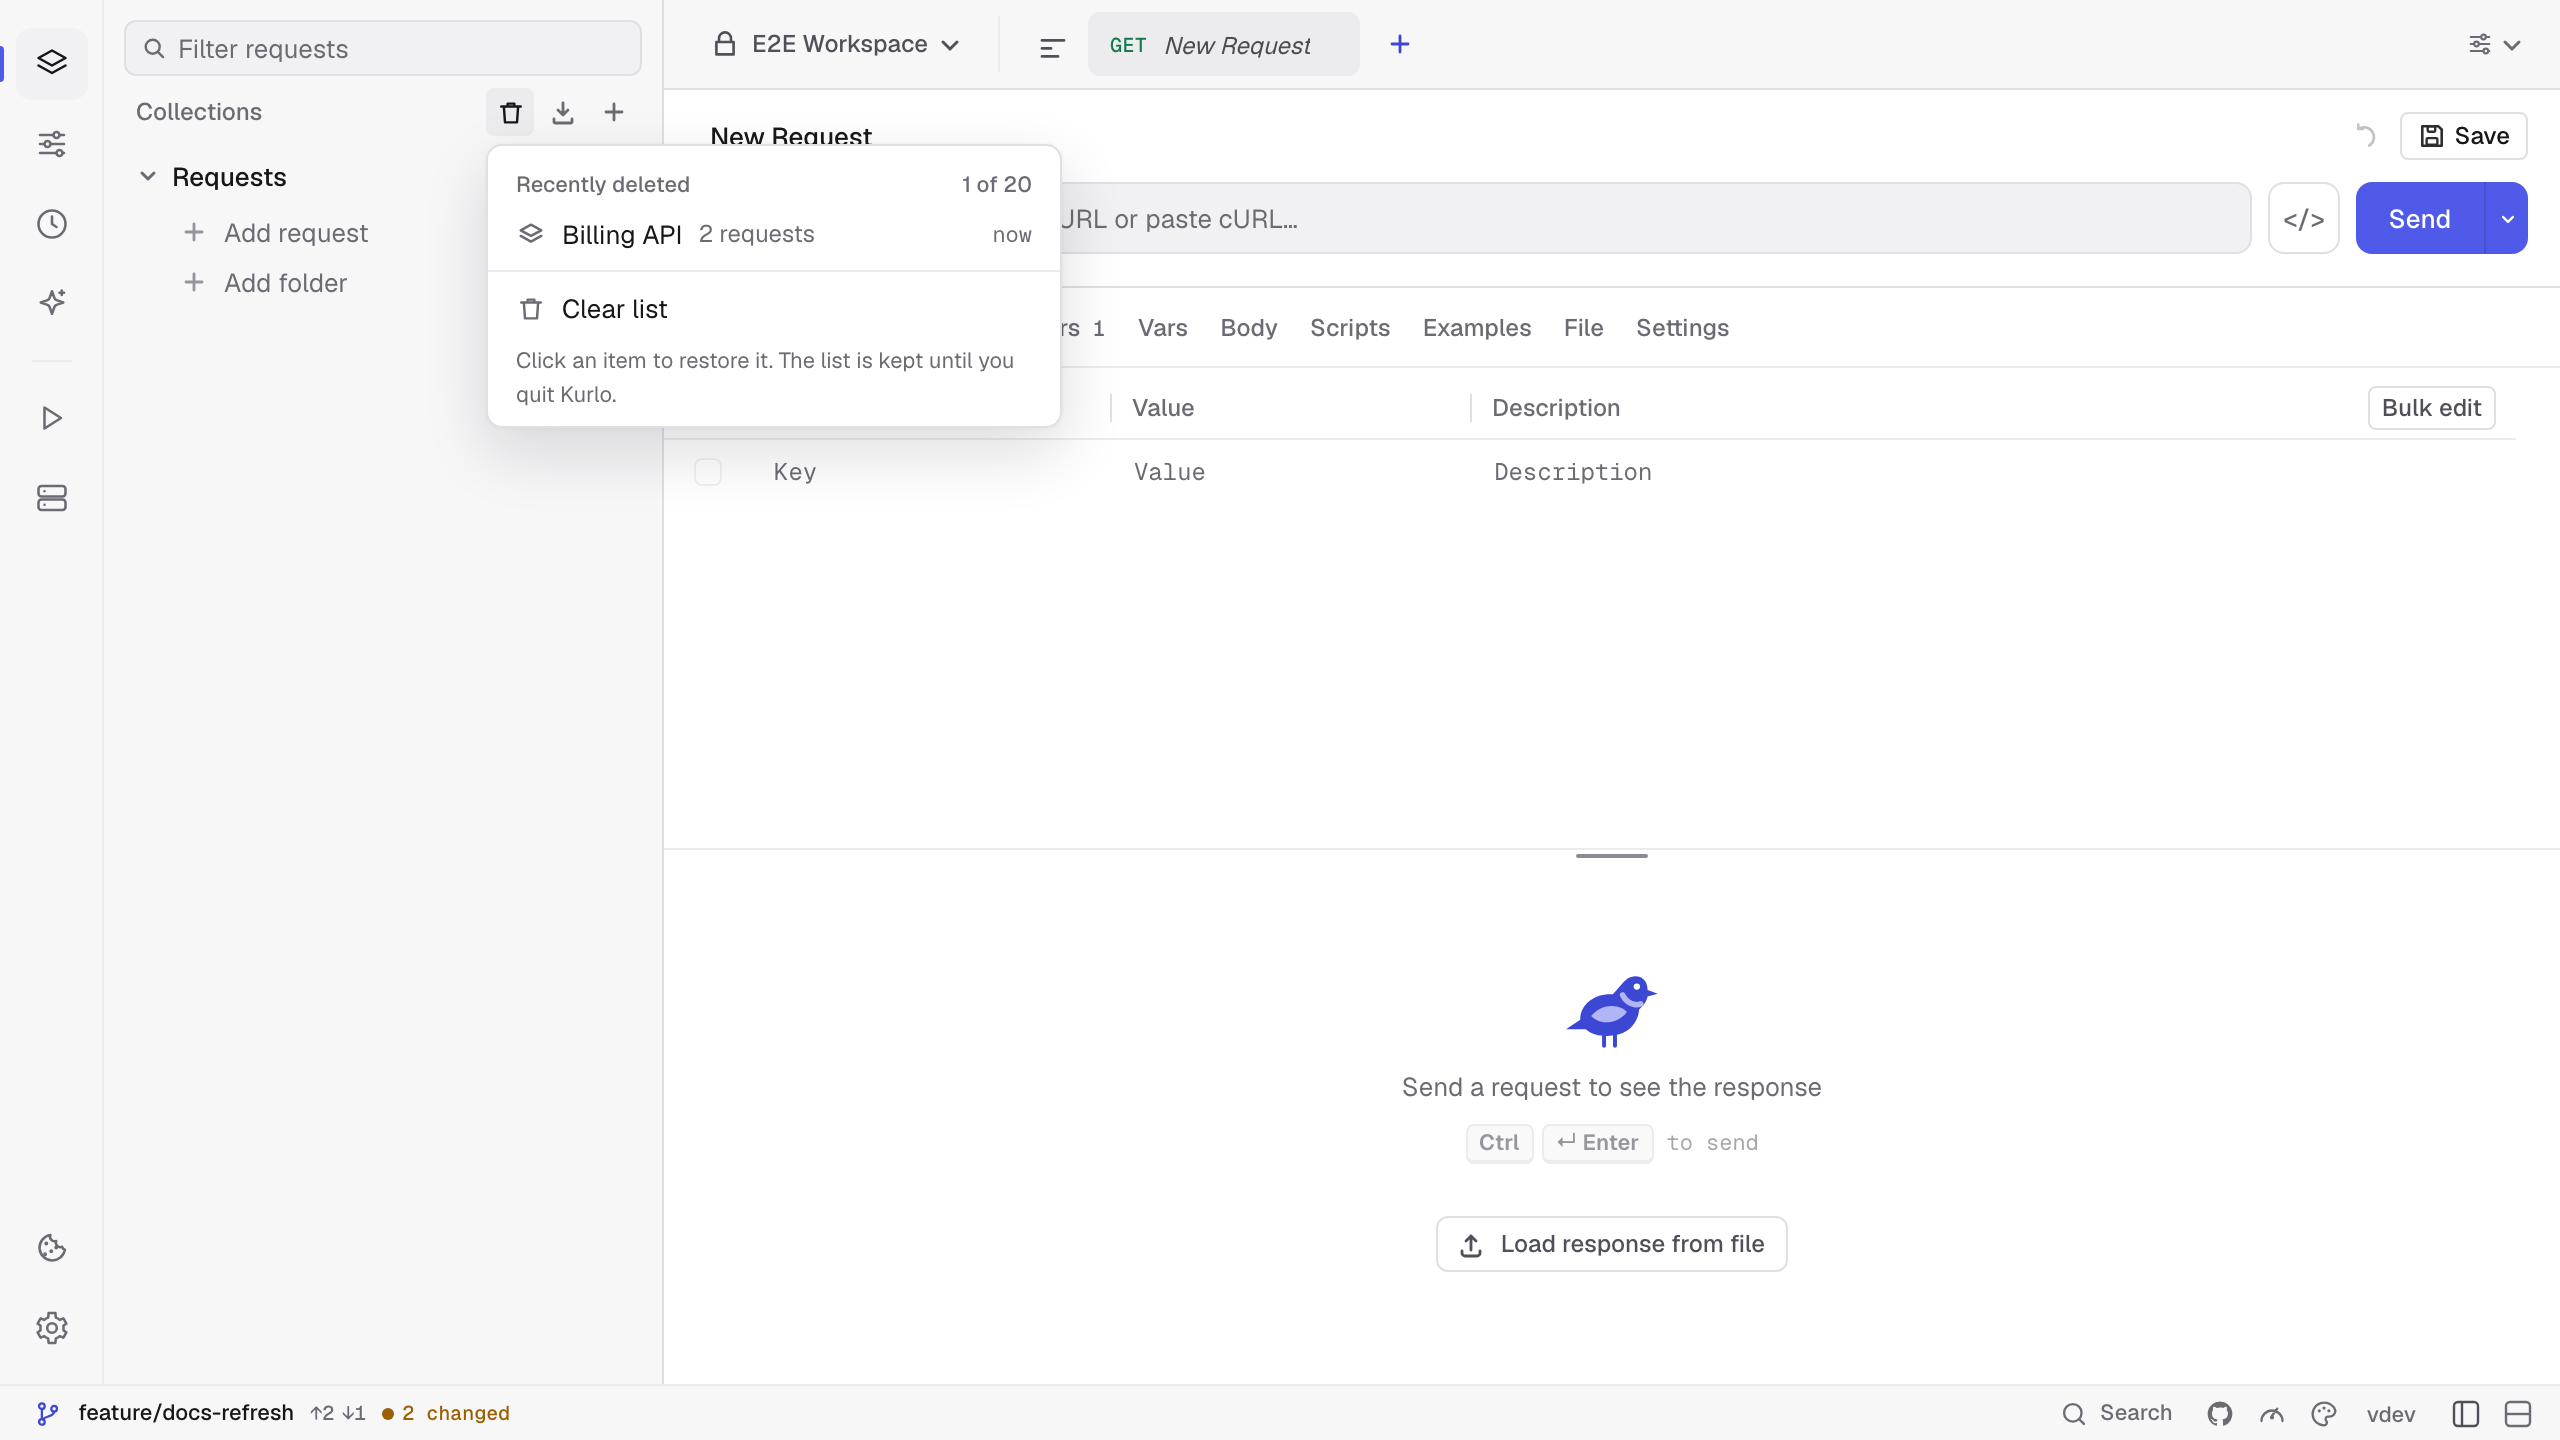 Filter requests
E2E Workspace
GET New Request
Collections
New Request
Save
Requests
Recently deleted
1 of 20
Billing API 2 requests now
Clear list
Click an item to restore it. The list is kept until you
quit Kurlo.
Add request
Add folder
URL or paste cURL...
</>
Send
1
Vars
Body
Scripts
Examples
File
Settings
Value
Description
Bulk edit
Key
Value
Description
Send a request to see the response
Ctrl
Enter
to send
Load response from file
feature/docs-refresh ↑2 ↓1 2 changed
Search
vdev